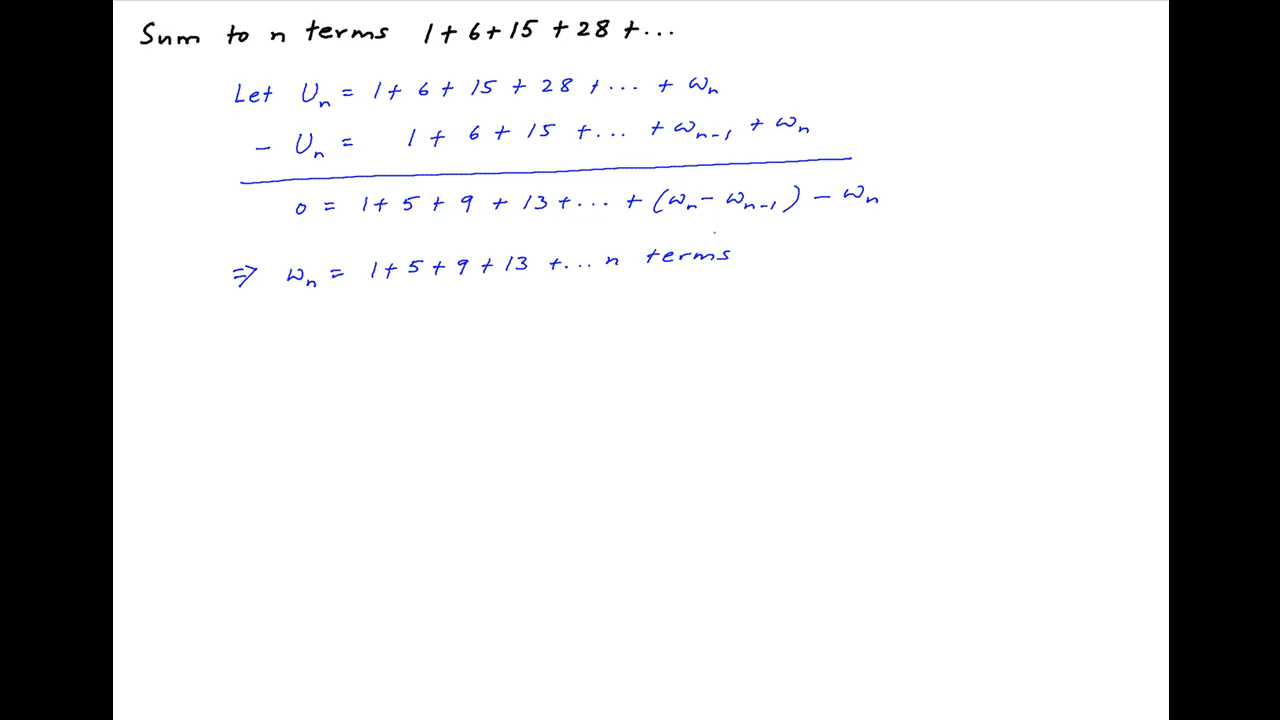 Sum to n terms 1 + 6 + 15 + 28 + ...
Let Uₙ = 1 + 6 + 15 + 28 + ... + ωₙ
- Uₙ = 1 + 6 + 15 + ... + ωₙ₋₁ + ωₙ
0 = 1 + 5 + 9 + 13 + ... + (ωₙ - ωₙ₋₁) - ωₙ
⇒ ωₙ = 1 + 5 + 9 + 13 + ... n terms